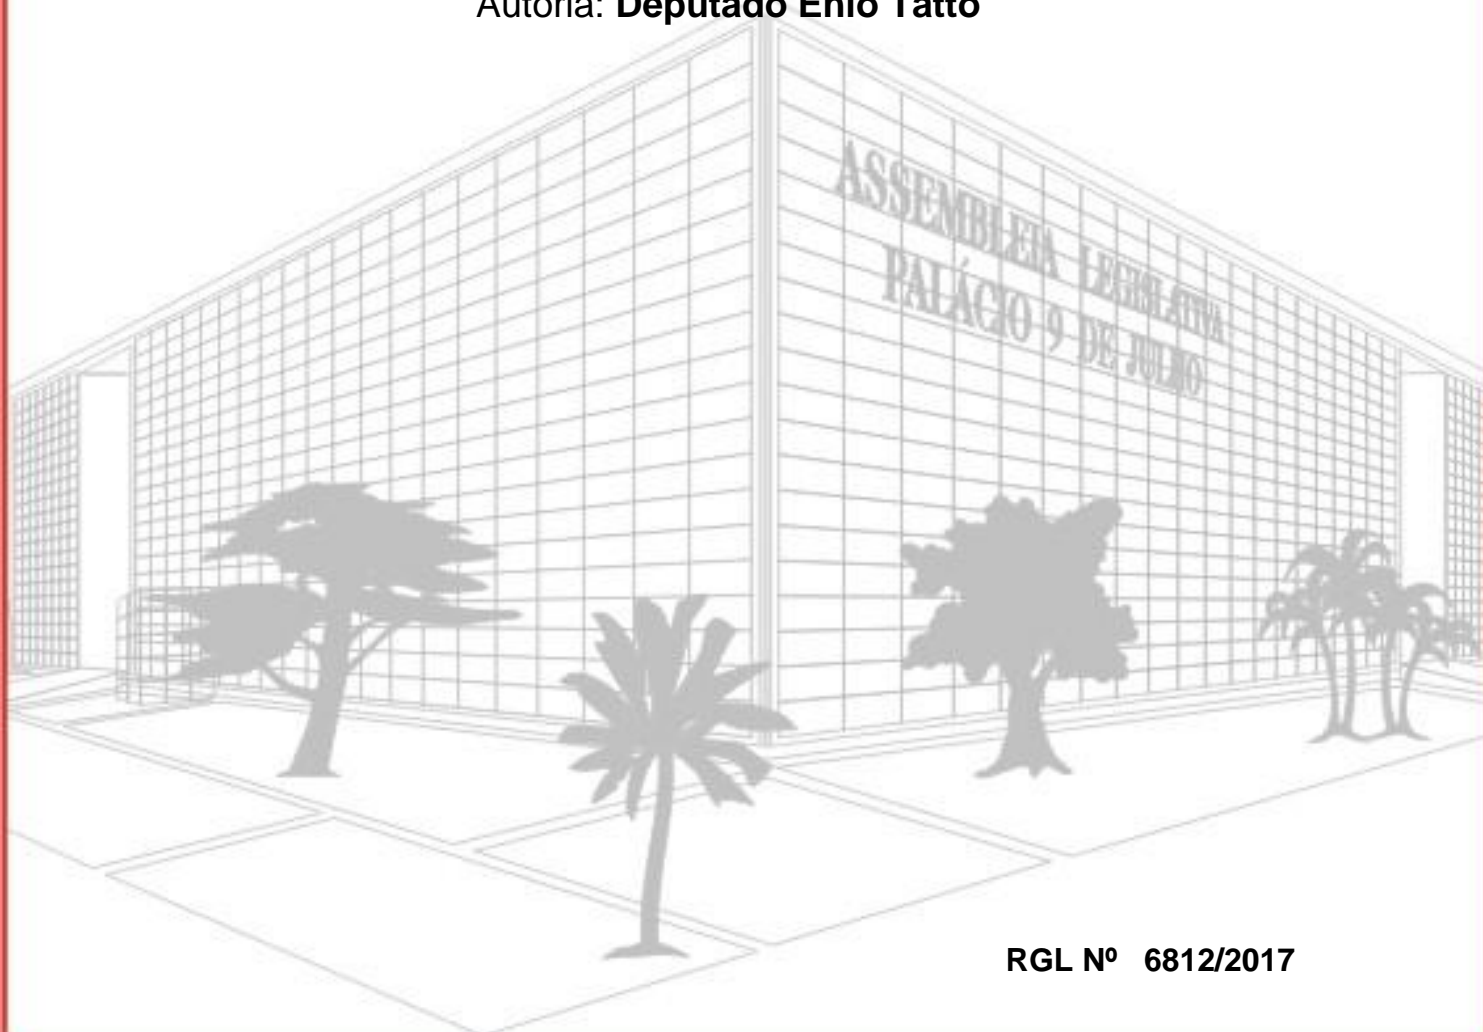 Autoria: Deputado Enio Tatto
ASSEMBLEIA LEGISLATIVA
PALÁCIO 9 DE JULHO
RGL Nº 6812/2017